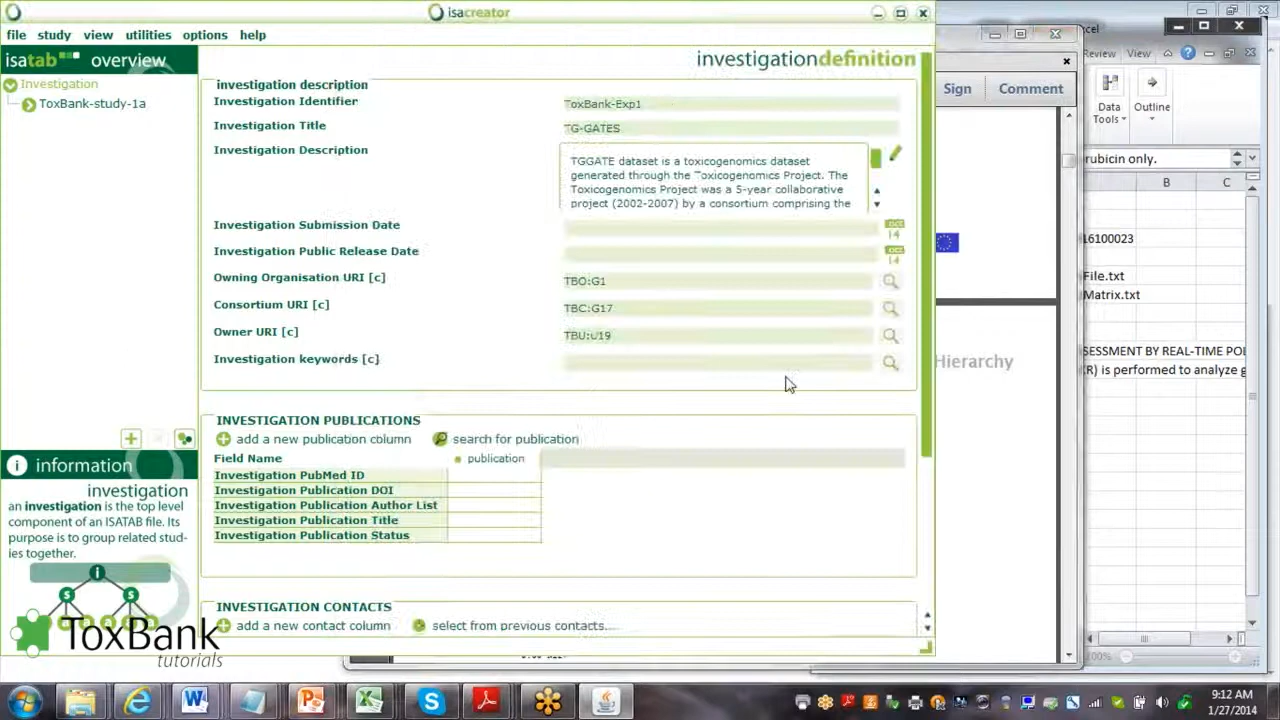 isacreator
file study view utilities options help
isatab overview
Investigation
ToxBank-study-1a
investigationdefinition
investigation description
Investigation Identifier
ToxBank-Exp1
Investigation Title
TG-GATES
Investigation Description
TGGATE dataset is a toxicogenomics dataset
generated through the Toxicogenomics Project. The
Toxicogenomics Project was a 5-year collaborative
project (2002-2007) by a consortium comprising the
Investigation Submission Date
Investigation Public Release Date
Owning Organisation URI [c]
TBO:G1
Consortium URI [c]
TBC:G17
Owner URI [c]
TBU:U19
Investigation keywords [c]
INVESTIGATION PUBLICATIONS
add a new publication column
search for publication
Field Name
publication
Investigation PubMed ID
Investigation Publication DOI
Investigation Publication Author List
Investigation Publication Title
Investigation Publication Status
INVESTIGATION CONTACTS
add a new contact column
select from previous contacts...
information
investigation
an investigation is the top level
component of an ISATAB file. Its
purpose is to group related stud-
ies together.
ToxBank
tutorials
Sign
Comment
Hierarchy
Review View
Data
Tools
Outline
rubicin only.
B C
16100023
File.txt
Matrix.txt
SESSMENT BY REAL-TIME POL
R) is performed to analyze g
100%
9:12 AM
1/27/2014